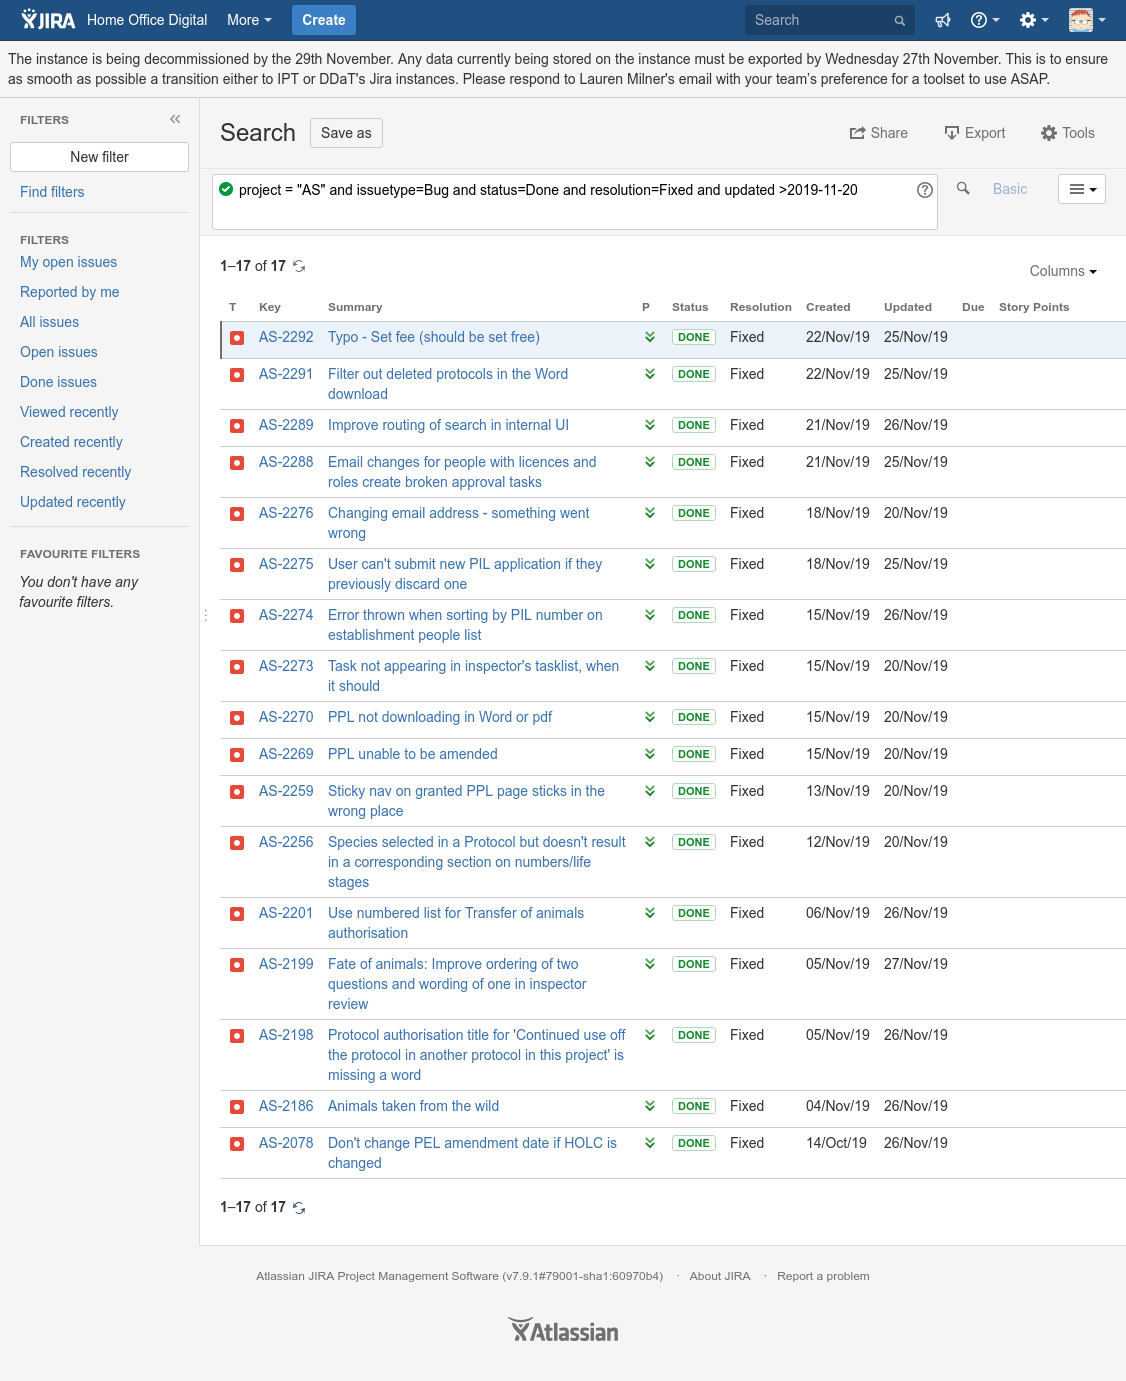 JIRA Home Office Digital More Create Search
The instance is being decommissioned by the 29th November. Any data currently being stored on the instance must be exported by Wednesday 27th November. This is to ensure
as smooth as possible a transition either to IPT or DDaT's Jira instances. Please respond to Lauren Milner's email with your team's preference for a toolset to use ASAP.
FILTERS
New filter
Find filters
FILTERS
My open issues
Reported by me
All issues
Open issues
Done issues
Viewed recently
Created recently
Resolved recently
Updated recently
FAVOURITE FILTERS
You don't have any
favourite filters.
Search Save as Share Export Tools
project = "AS" and issuetype=Bug and status=Done and resolution=Fixed and updated >2019-11-20 Basic
1–17 of 17
Columns
T Key Summary P Status Resolution Created Updated Due Story Points
AS-2292 Typo - Set fee (should be set free) DONE Fixed 22/Nov/19 25/Nov/19
AS-2291 Filter out deleted protocols in the Word DONE Fixed 22/Nov/19 25/Nov/19
download
AS-2289 Improve routing of search in internal UI DONE Fixed 21/Nov/19 26/Nov/19
AS-2288 Email changes for people with licences and DONE Fixed 21/Nov/19 25/Nov/19
roles create broken approval tasks
AS-2276 Changing email address - something went DONE Fixed 18/Nov/19 20/Nov/19
wrong
AS-2275 User can't submit new PIL application if they DONE Fixed 18/Nov/19 25/Nov/19
previously discard one
AS-2274 Error thrown when sorting by PIL number on DONE Fixed 15/Nov/19 26/Nov/19
establishment people list
AS-2273 Task not appearing in inspector's tasklist, when DONE Fixed 15/Nov/19 20/Nov/19
it should
AS-2270 PPL not downloading in Word or pdf DONE Fixed 15/Nov/19 20/Nov/19
AS-2269 PPL unable to be amended DONE Fixed 15/Nov/19 20/Nov/19
AS-2259 Sticky nav on granted PPL page sticks in the DONE Fixed 13/Nov/19 20/Nov/19
wrong place
AS-2256 Species selected in a Protocol but doesn't result DONE Fixed 12/Nov/19 20/Nov/19
in a corresponding section on numbers/life
stages
AS-2201 Use numbered list for Transfer of animals DONE Fixed 06/Nov/19 26/Nov/19
authorisation
AS-2199 Fate of animals: Improve ordering of two DONE Fixed 05/Nov/19 27/Nov/19
questions and wording of one in inspector
review
AS-2198 Protocol authorisation title for 'Continued use off DONE Fixed 05/Nov/19 26/Nov/19
the protocol in another protocol in this project' is
missing a word
AS-2186 Animals taken from the wild DONE Fixed 04/Nov/19 26/Nov/19
AS-2078 Don't change PEL amendment date if HOLC is DONE Fixed 14/Oct/19 26/Nov/19
changed
1–17 of 17
Atlassian JIRA Project Management Software (v7.9.1#79001-sha1:60970b4) · About JIRA · Report a problem
Atlassian